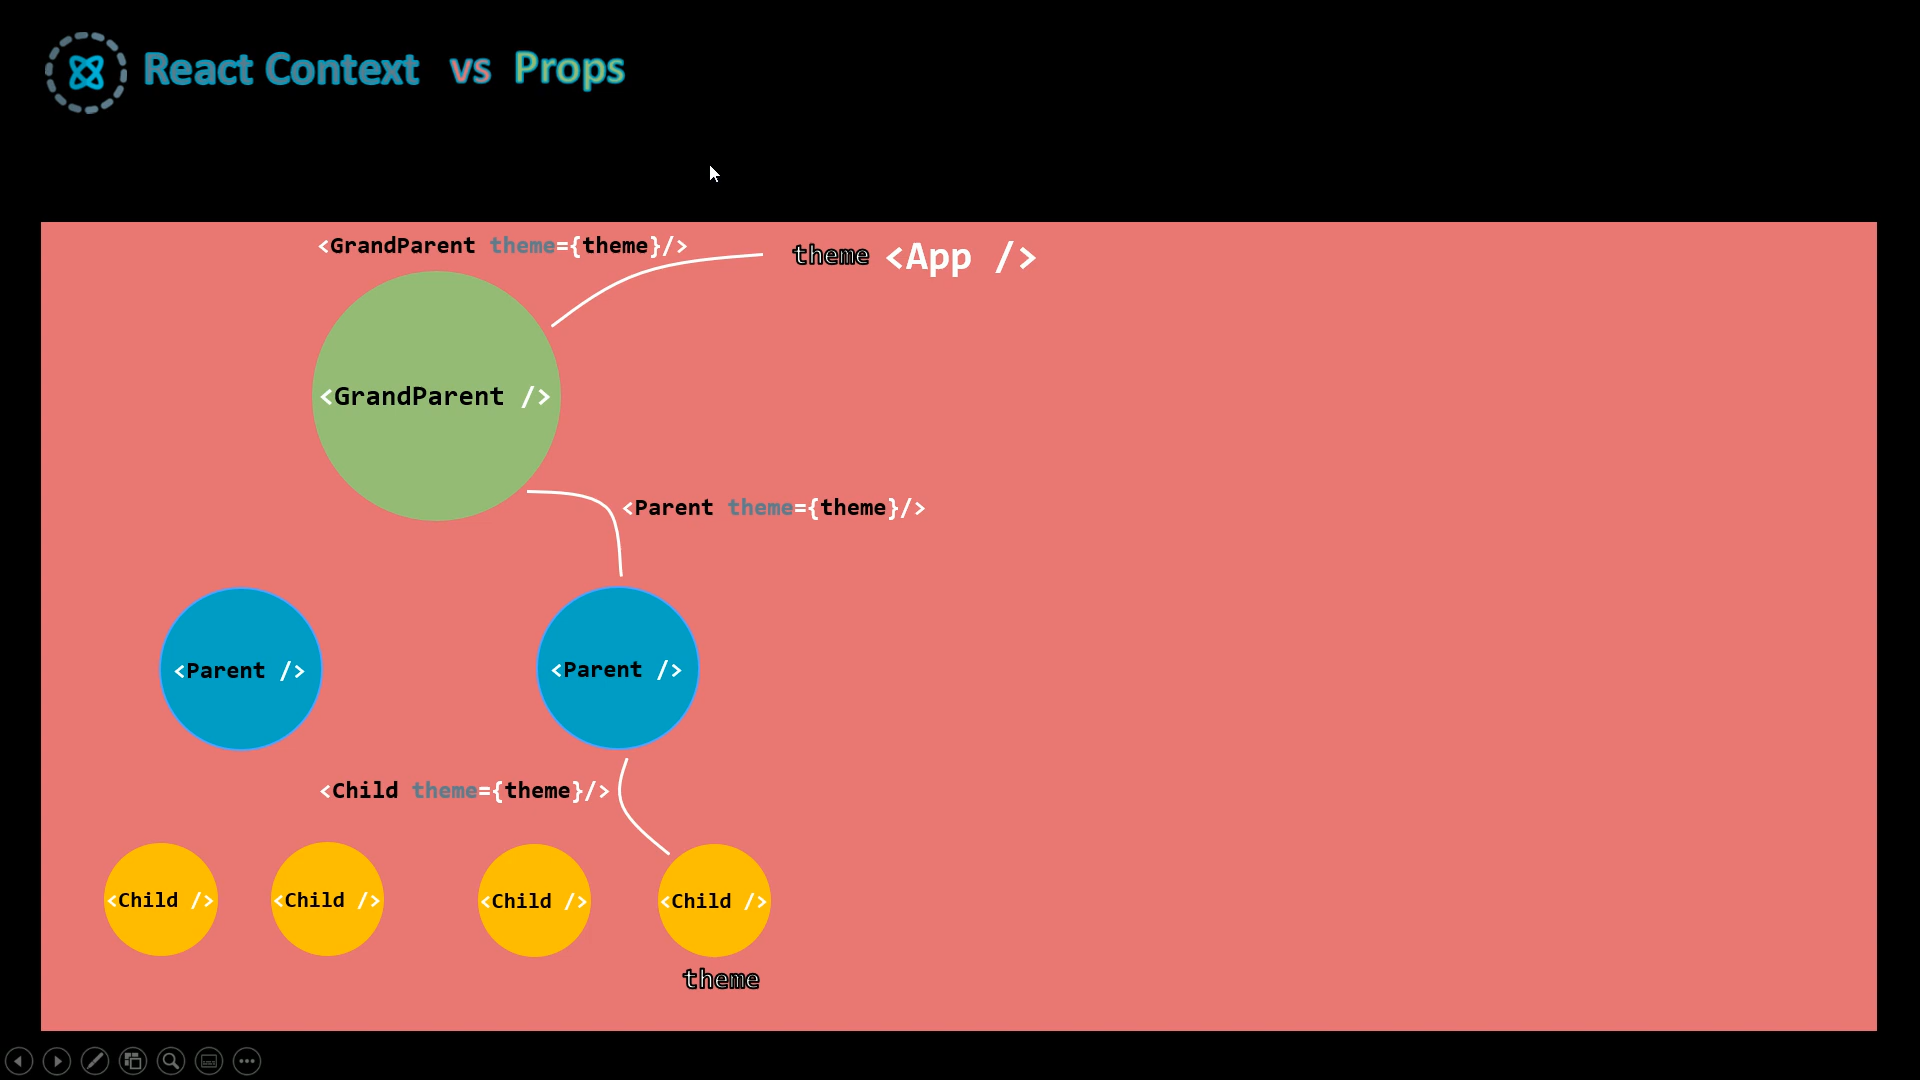 React Context vs Props
<GrandParent theme={theme}/>
theme <App />
<GrandParent />
<Parent theme={theme}/>
<Parent />
<Parent />
<Child theme={theme}/>
<Child />
<Child />
<Child />
<Child />
theme